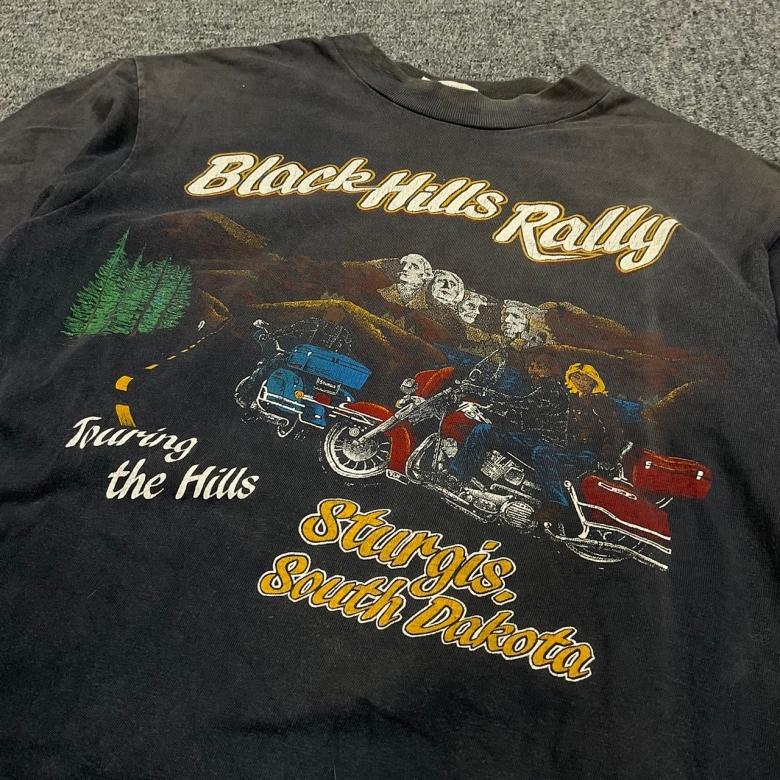 Black Hills Rally
Touring
the Hills
Sturgis,
South Dakota